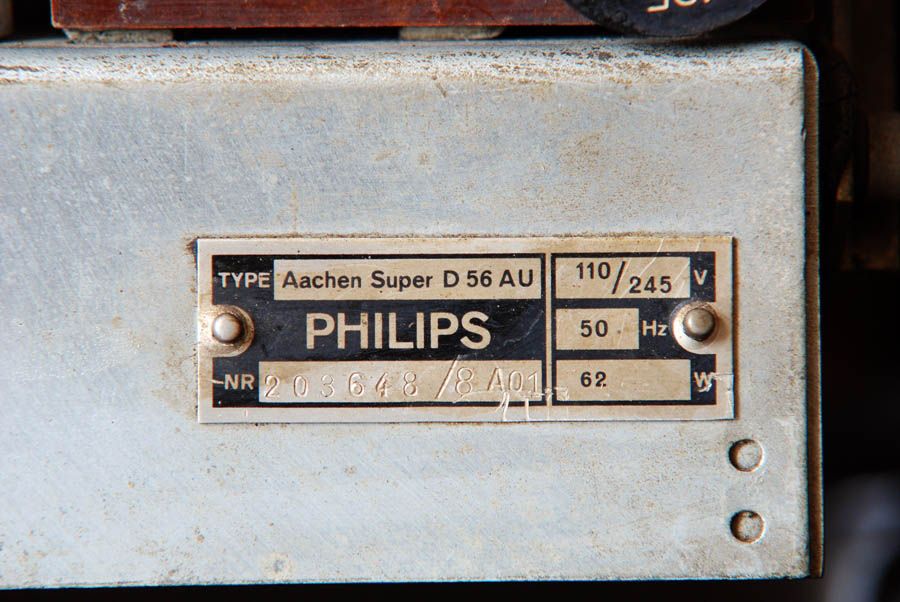 TYPE Aachen Super D 56 AU
PHILIPS
NR 203648 /8 A01
110/245 V
50 Hz
62 W